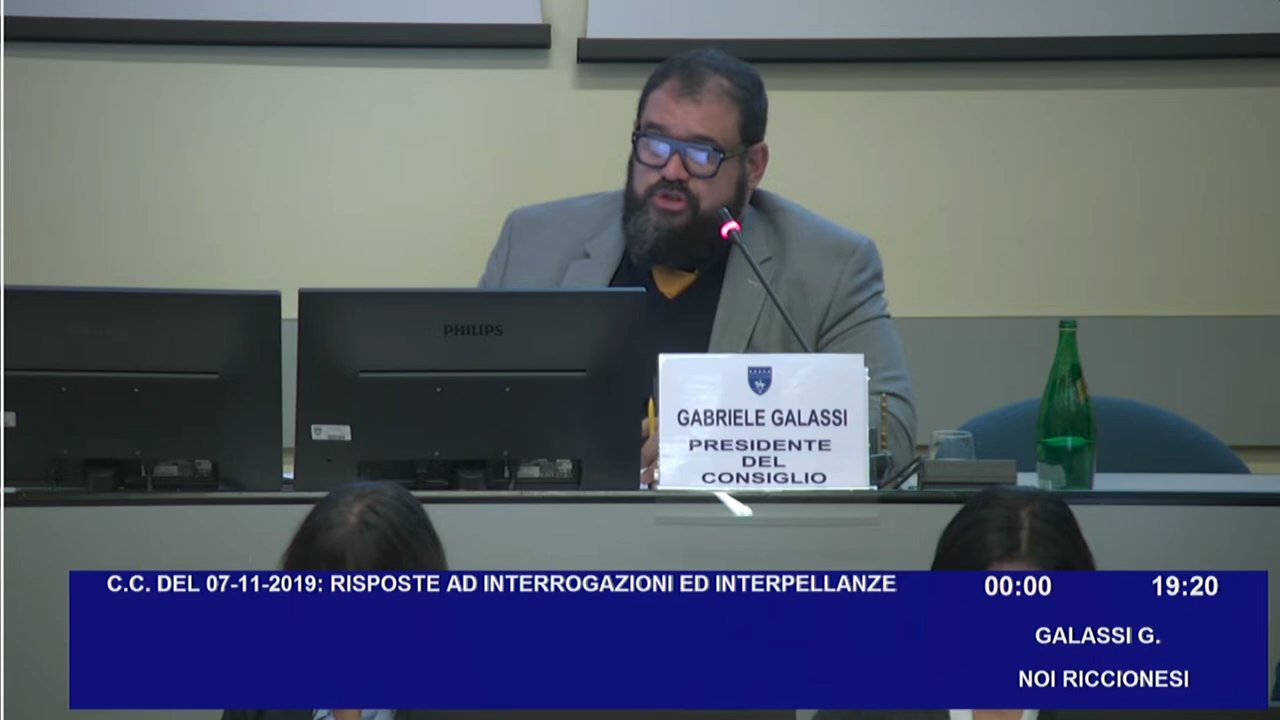 PHILIPS
GABRIELE GALASSI
PRESIDENTE
DEL
CONSIGLIO
C.C. DEL 07-11-2019: RISPOSTE AD INTERROGAZIONI ED INTERPELLANZE
00:00
19:20
GALASSI G.
NOI RICCIONESI